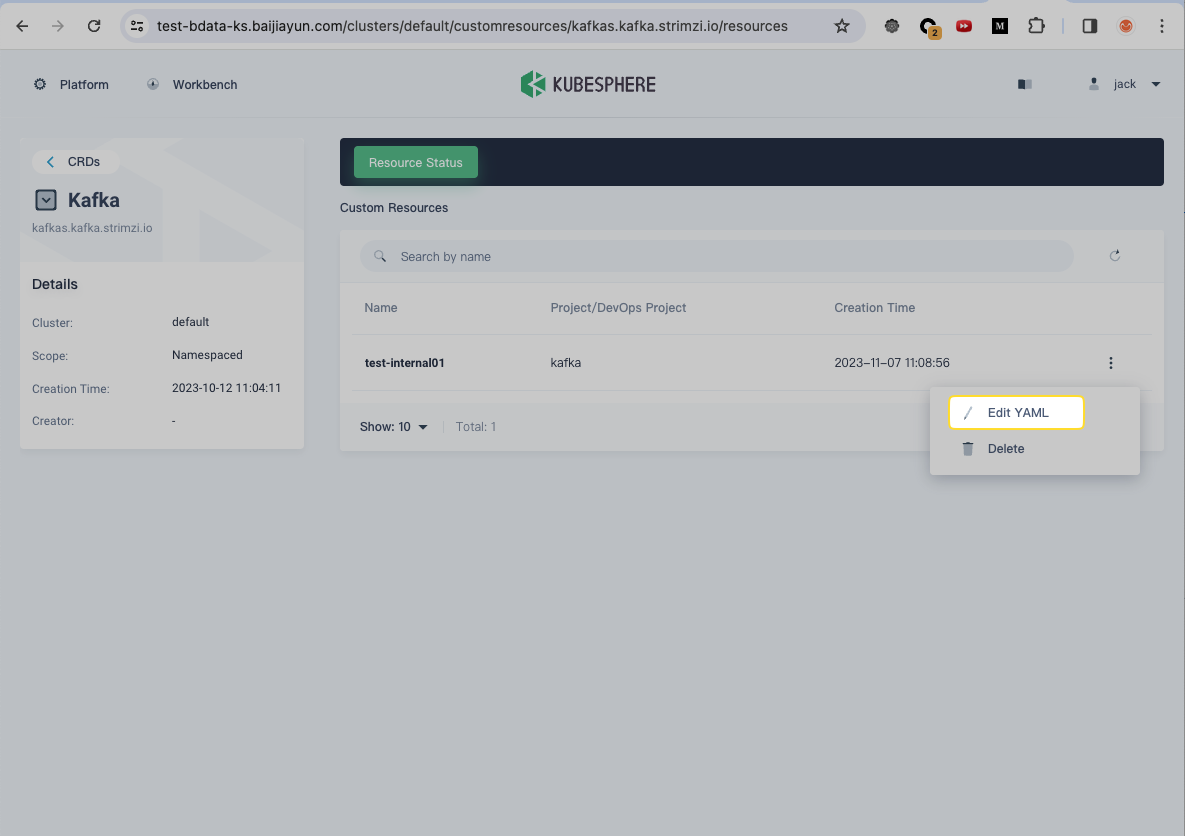 test-bdata-ks.baijiayun.com/clusters/default/customresources/kafkas.kafka.strimzi.io/resources
2
M
Platform
Workbench
KUBESPHERE
jack
CRDs
Kafka
kafkas.kafka.strimzi.io
Details
Cluster: default
Scope: Namespaced
Creation Time: 2023-10-12 11:04:11
Creator: -
Resource Status
Custom Resources
Search by name
Name Project/DevOps Project Creation Time
test-internal01 kafka 2023-11-07 11:08:56
Show: 10 Total: 1
Edit YAML
Delete